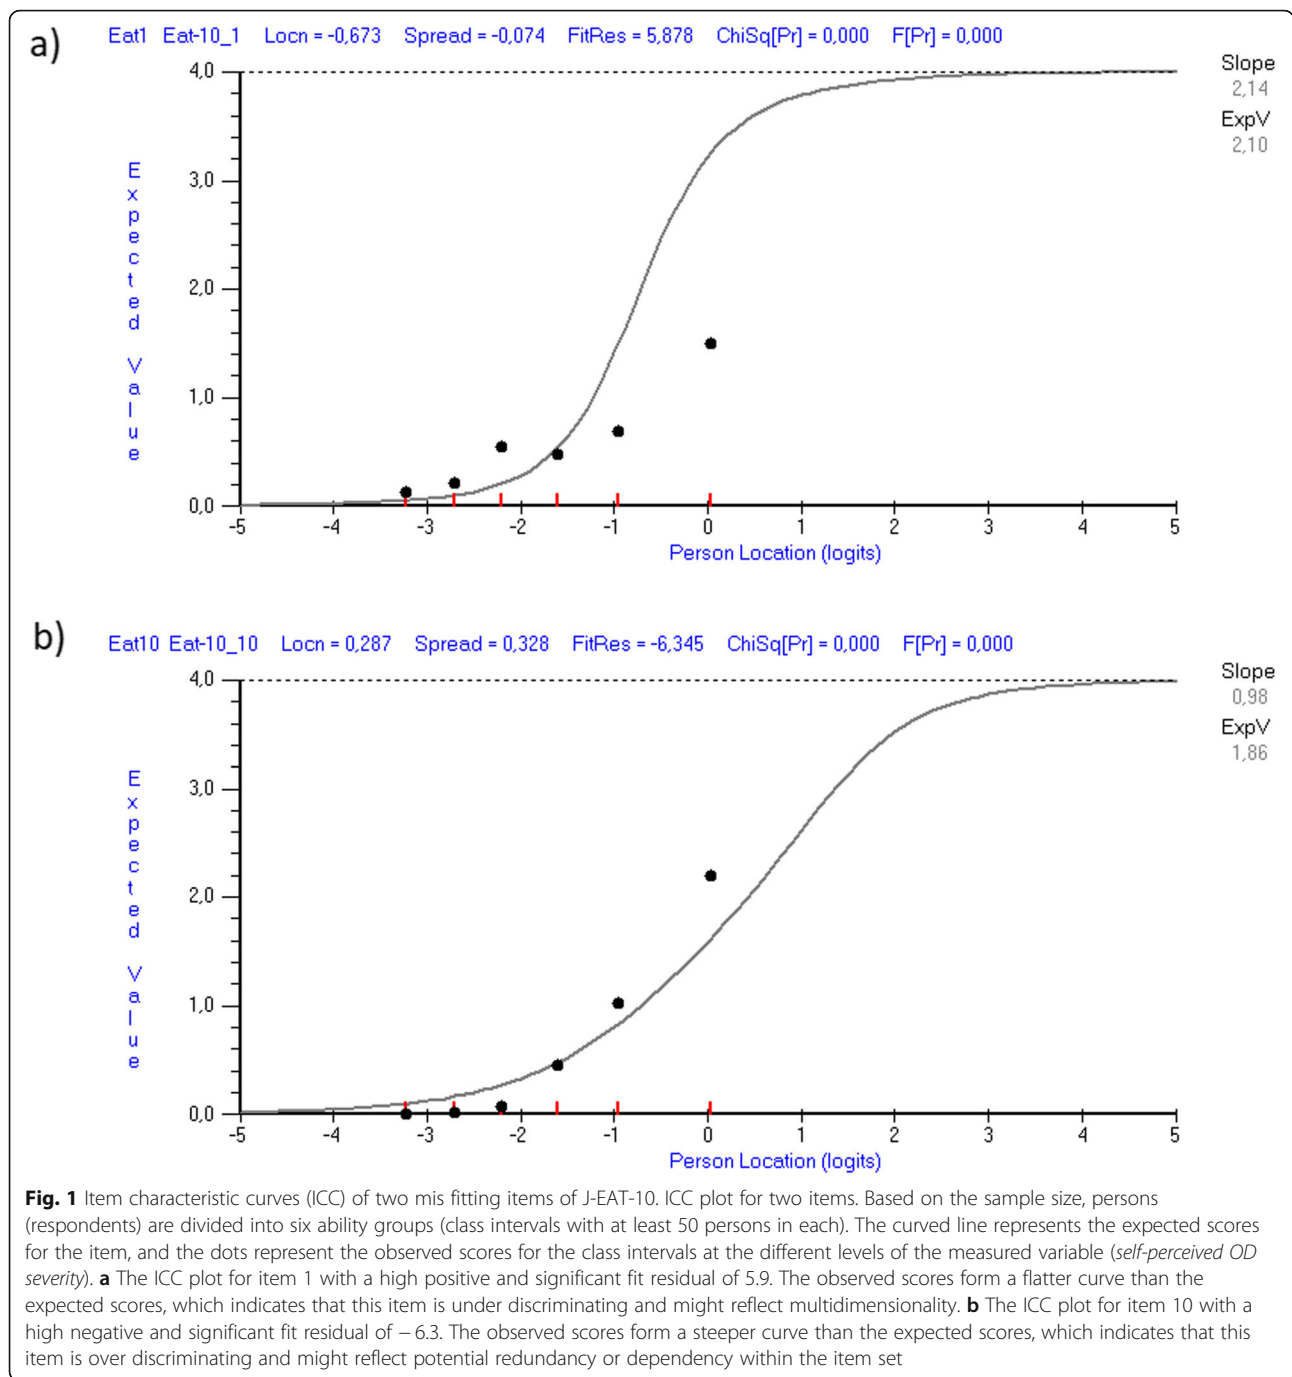 a)
Eat1 Eat-10_1 Locn = -0,673 Spread = -0,074 FitRes = 5,878 ChiSq[Pr] = 0,000 F[Pr] = 0,000
Slope
2,14
ExpV
2,10
Expected Value
4,0
3,0
2,0
1,0
0,0
-5 -4 -3 -2 -1 0 1 2 3 4 5
Person Location (logits)
b)
Eat10 Eat-10_10 Locn = 0,287 Spread = 0,328 FitRes = -6,345 ChiSq[Pr] = 0,000 F[Pr] = 0,000
Slope
0,98
ExpV
1,86
Expected Value
4,0
3,0
2,0
1,0
0,0
-5 -4 -3 -2 -1 0 1 2 3 4 5
Person Location (logits)
Fig. 1 Item characteristic curves (ICC) of two mis fitting items of J-EAT-10. ICC plot for two items. Based on the sample size, persons
(respondents) are divided into six ability groups (class intervals with at least 50 persons in each). The curved line represents the expected scores
for the item, and the dots represent the observed scores for the class intervals at the different levels of the measured variable (self-perceived OD
severity). a The ICC plot for item 1 with a high positive and significant fit residual of 5.9. The observed scores form a flatter curve than the
expected scores, which indicates that this item is under discriminating and might reflect multidimensionality. b The ICC plot for item 10 with a
high negative and significant fit residual of − 6.3. The observed scores form a steeper curve than the expected scores, which indicates that this
item is over discriminating and might reflect potential redundancy or dependency within the item set